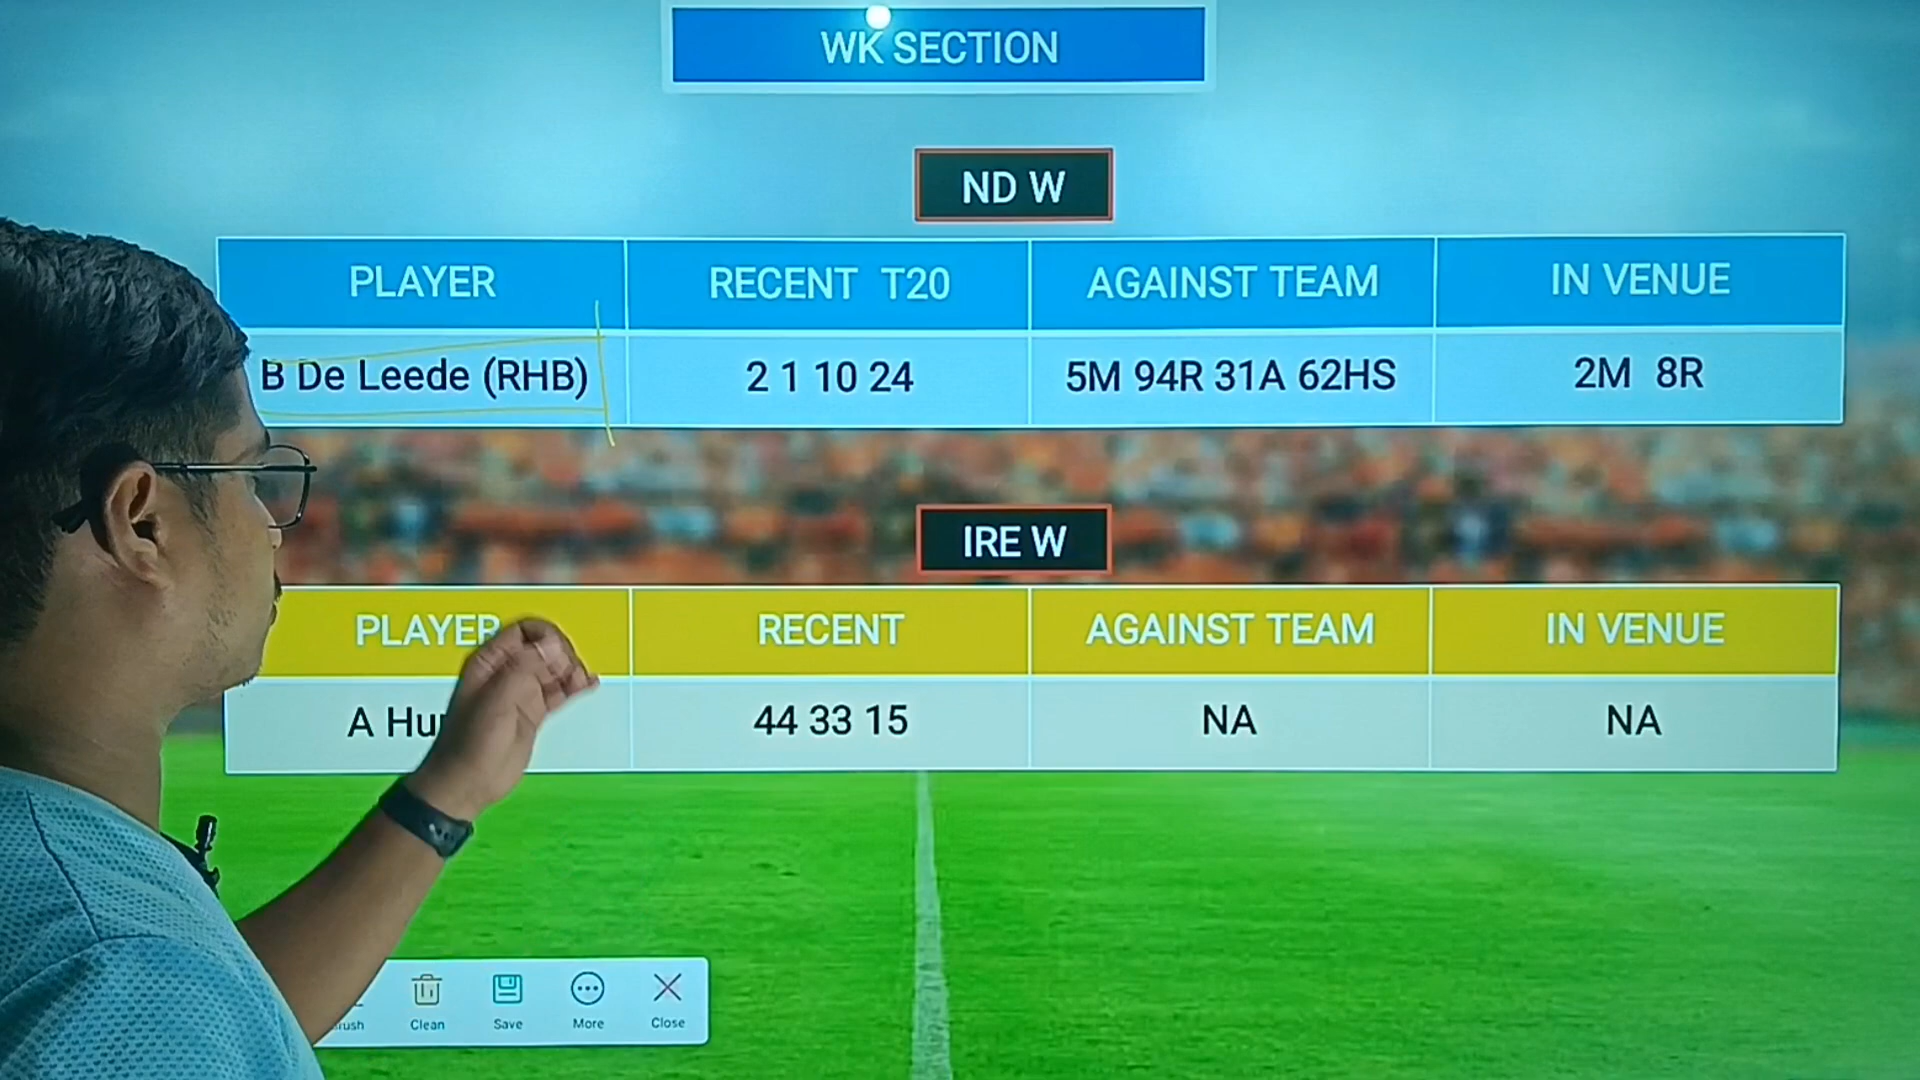 WK SECTION
ND W
PLAYER RECENT T20 AGAINST TEAM IN VENUE
B De Leede (RHB) 2 1 10 24 5M 94R 31A 62HS 2M 8R
IRE W
PLAYER RECENT AGAINST TEAM IN VENUE
A 44 33 15 NA NA
Clean Save More Close